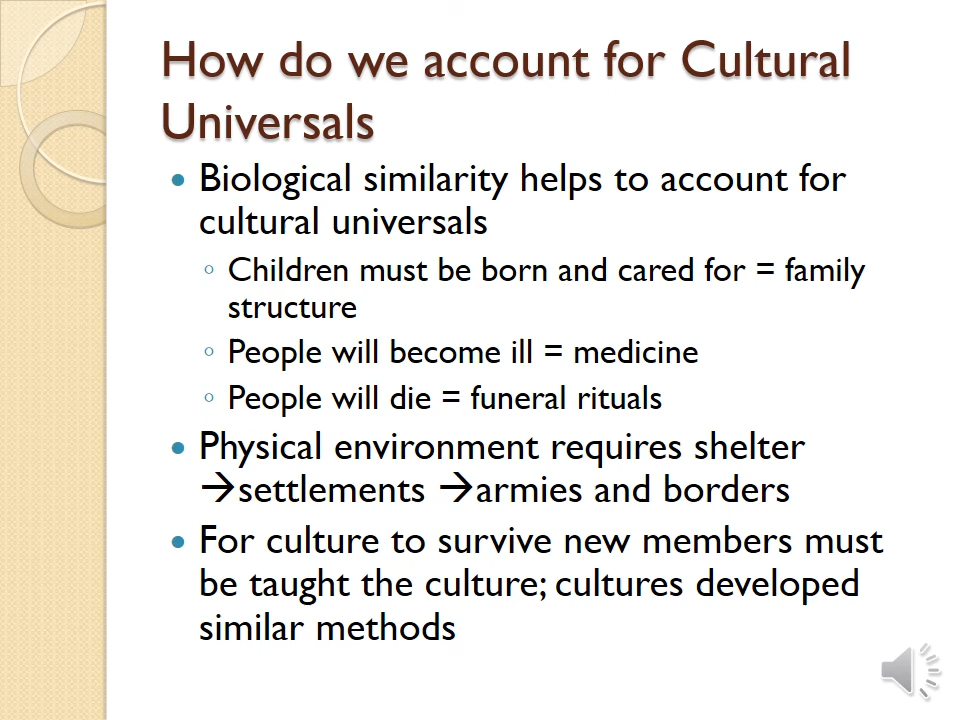 How do we account for Cultural
Universals
• Biological similarity helps to account for
cultural universals
◦ Children must be born and cared for = family
structure
◦ People will become ill = medicine
◦ People will die = funeral rituals
• Physical environment requires shelter
→settlements →armies and borders
• For culture to survive new members must
be taught the culture; cultures developed
similar methods